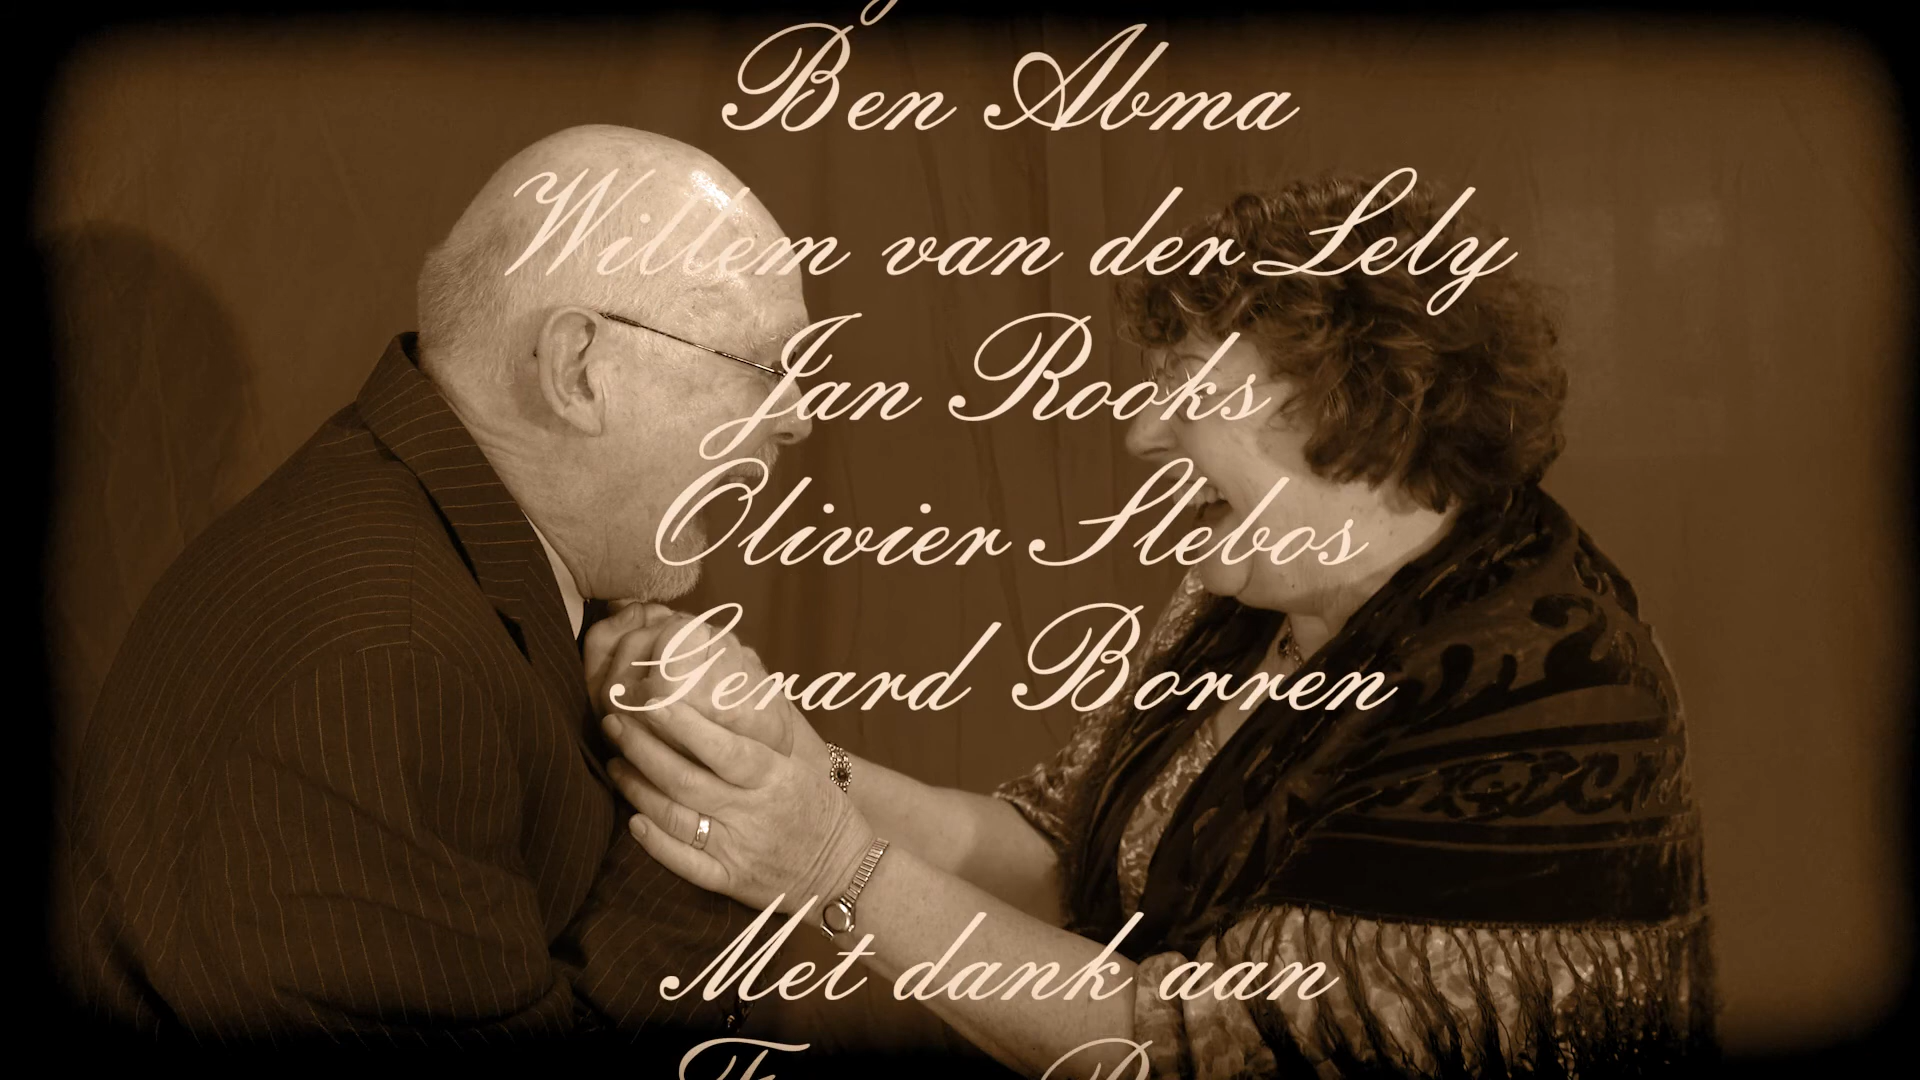 Ben Abma
Willem van der Lely
Jan Rooks
Olivier Slebos
Gerard Borren
Met dank aan